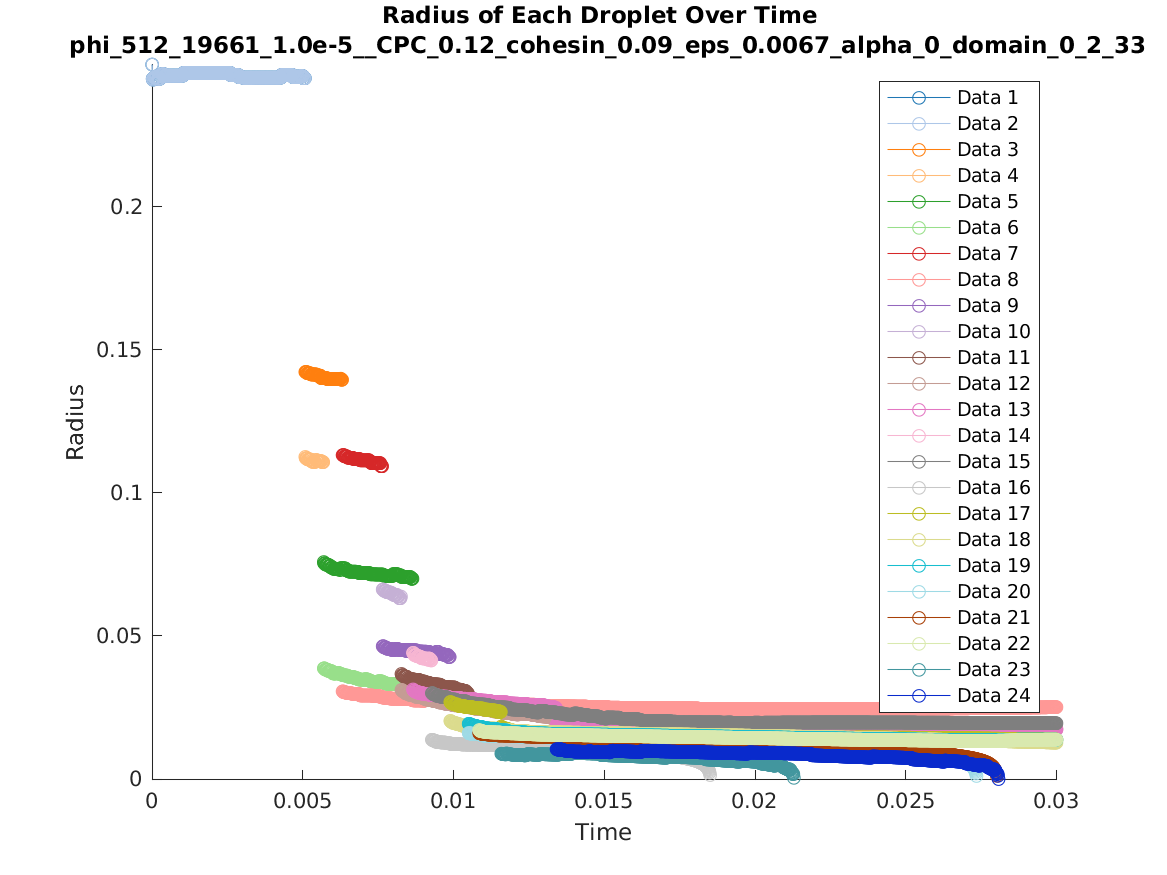 Radius of Each Droplet Over Time
phi_512_19661_1.0e-5__CPC_0.12_cohesin_0.09_eps_0.0067_alpha_0_domain_0_2_33
Radius
0.2
0.15
0.1
0.05
0
0
0.005
0.01
0.015
0.02
0.025
0.03
Time
Data 1
Data 2
Data 3
Data 4
Data 5
Data 6
Data 7
Data 8
Data 9
Data 10
Data 11
Data 12
Data 13
Data 14
Data 15
Data 16
Data 17
Data 18
Data 19
Data 20
Data 21
Data 22
Data 23
Data 24